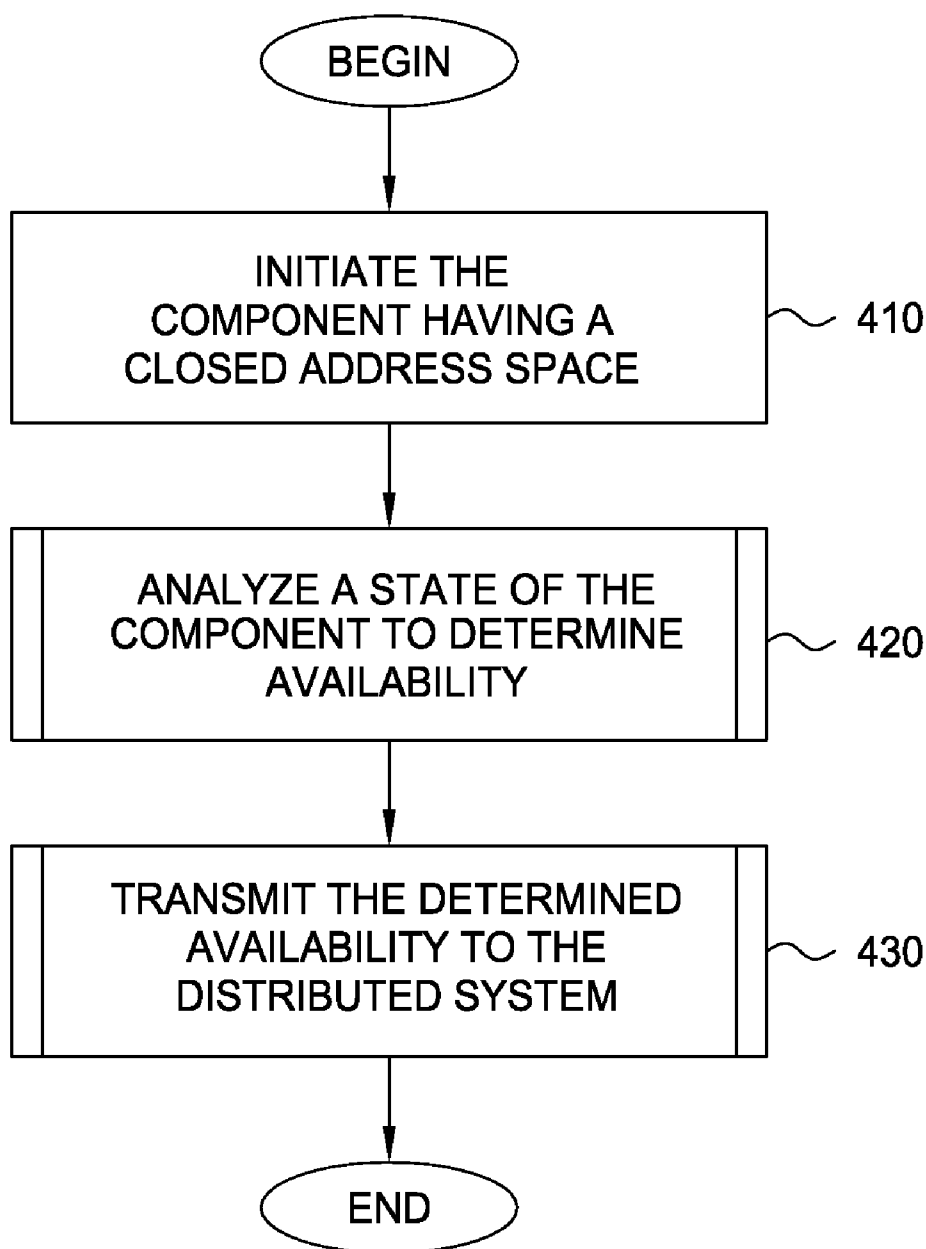 BEGIN
INITIATE THE
COMPONENT HAVING A
CLOSED ADDRESS SPACE
410
ANALYZE A STATE OF THE
COMPONENT TO DETERMINE
AVAILABILITY
420
TRANSMIT THE DETERMINED
AVAILABILITY TO THE
DISTRIBUTED SYSTEM
430
END